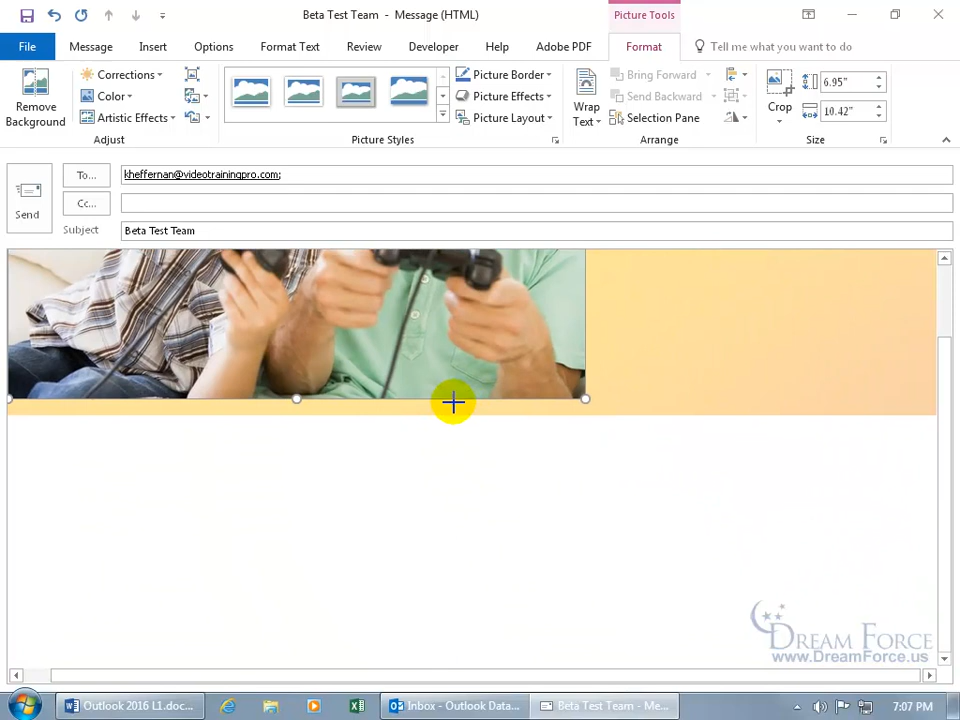 Beta Test Team - Message (HTML)
Picture Tools
File Message Insert Options Format Text Review Developer Help Adobe PDF Format Tell me what you want to do
Remove Background
Corrections
Color
Artistic Effects
Adjust
Picture Styles
Picture Border
Picture Effects
Picture Layout
Wrap Text
Bring Forward
Send Backward
Selection Pane
Arrange
Crop
6.95"
10.42"
Size
Send
To...
kheffernan@videotrainingpro.com;
Cc...
Subject
Beta Test Team
DREAM FORCE
www.DreamForce.us
Outlook 2016 L1.doc...
Inbox - Outlook Data...
Beta Test Team - Me...
7:07 PM